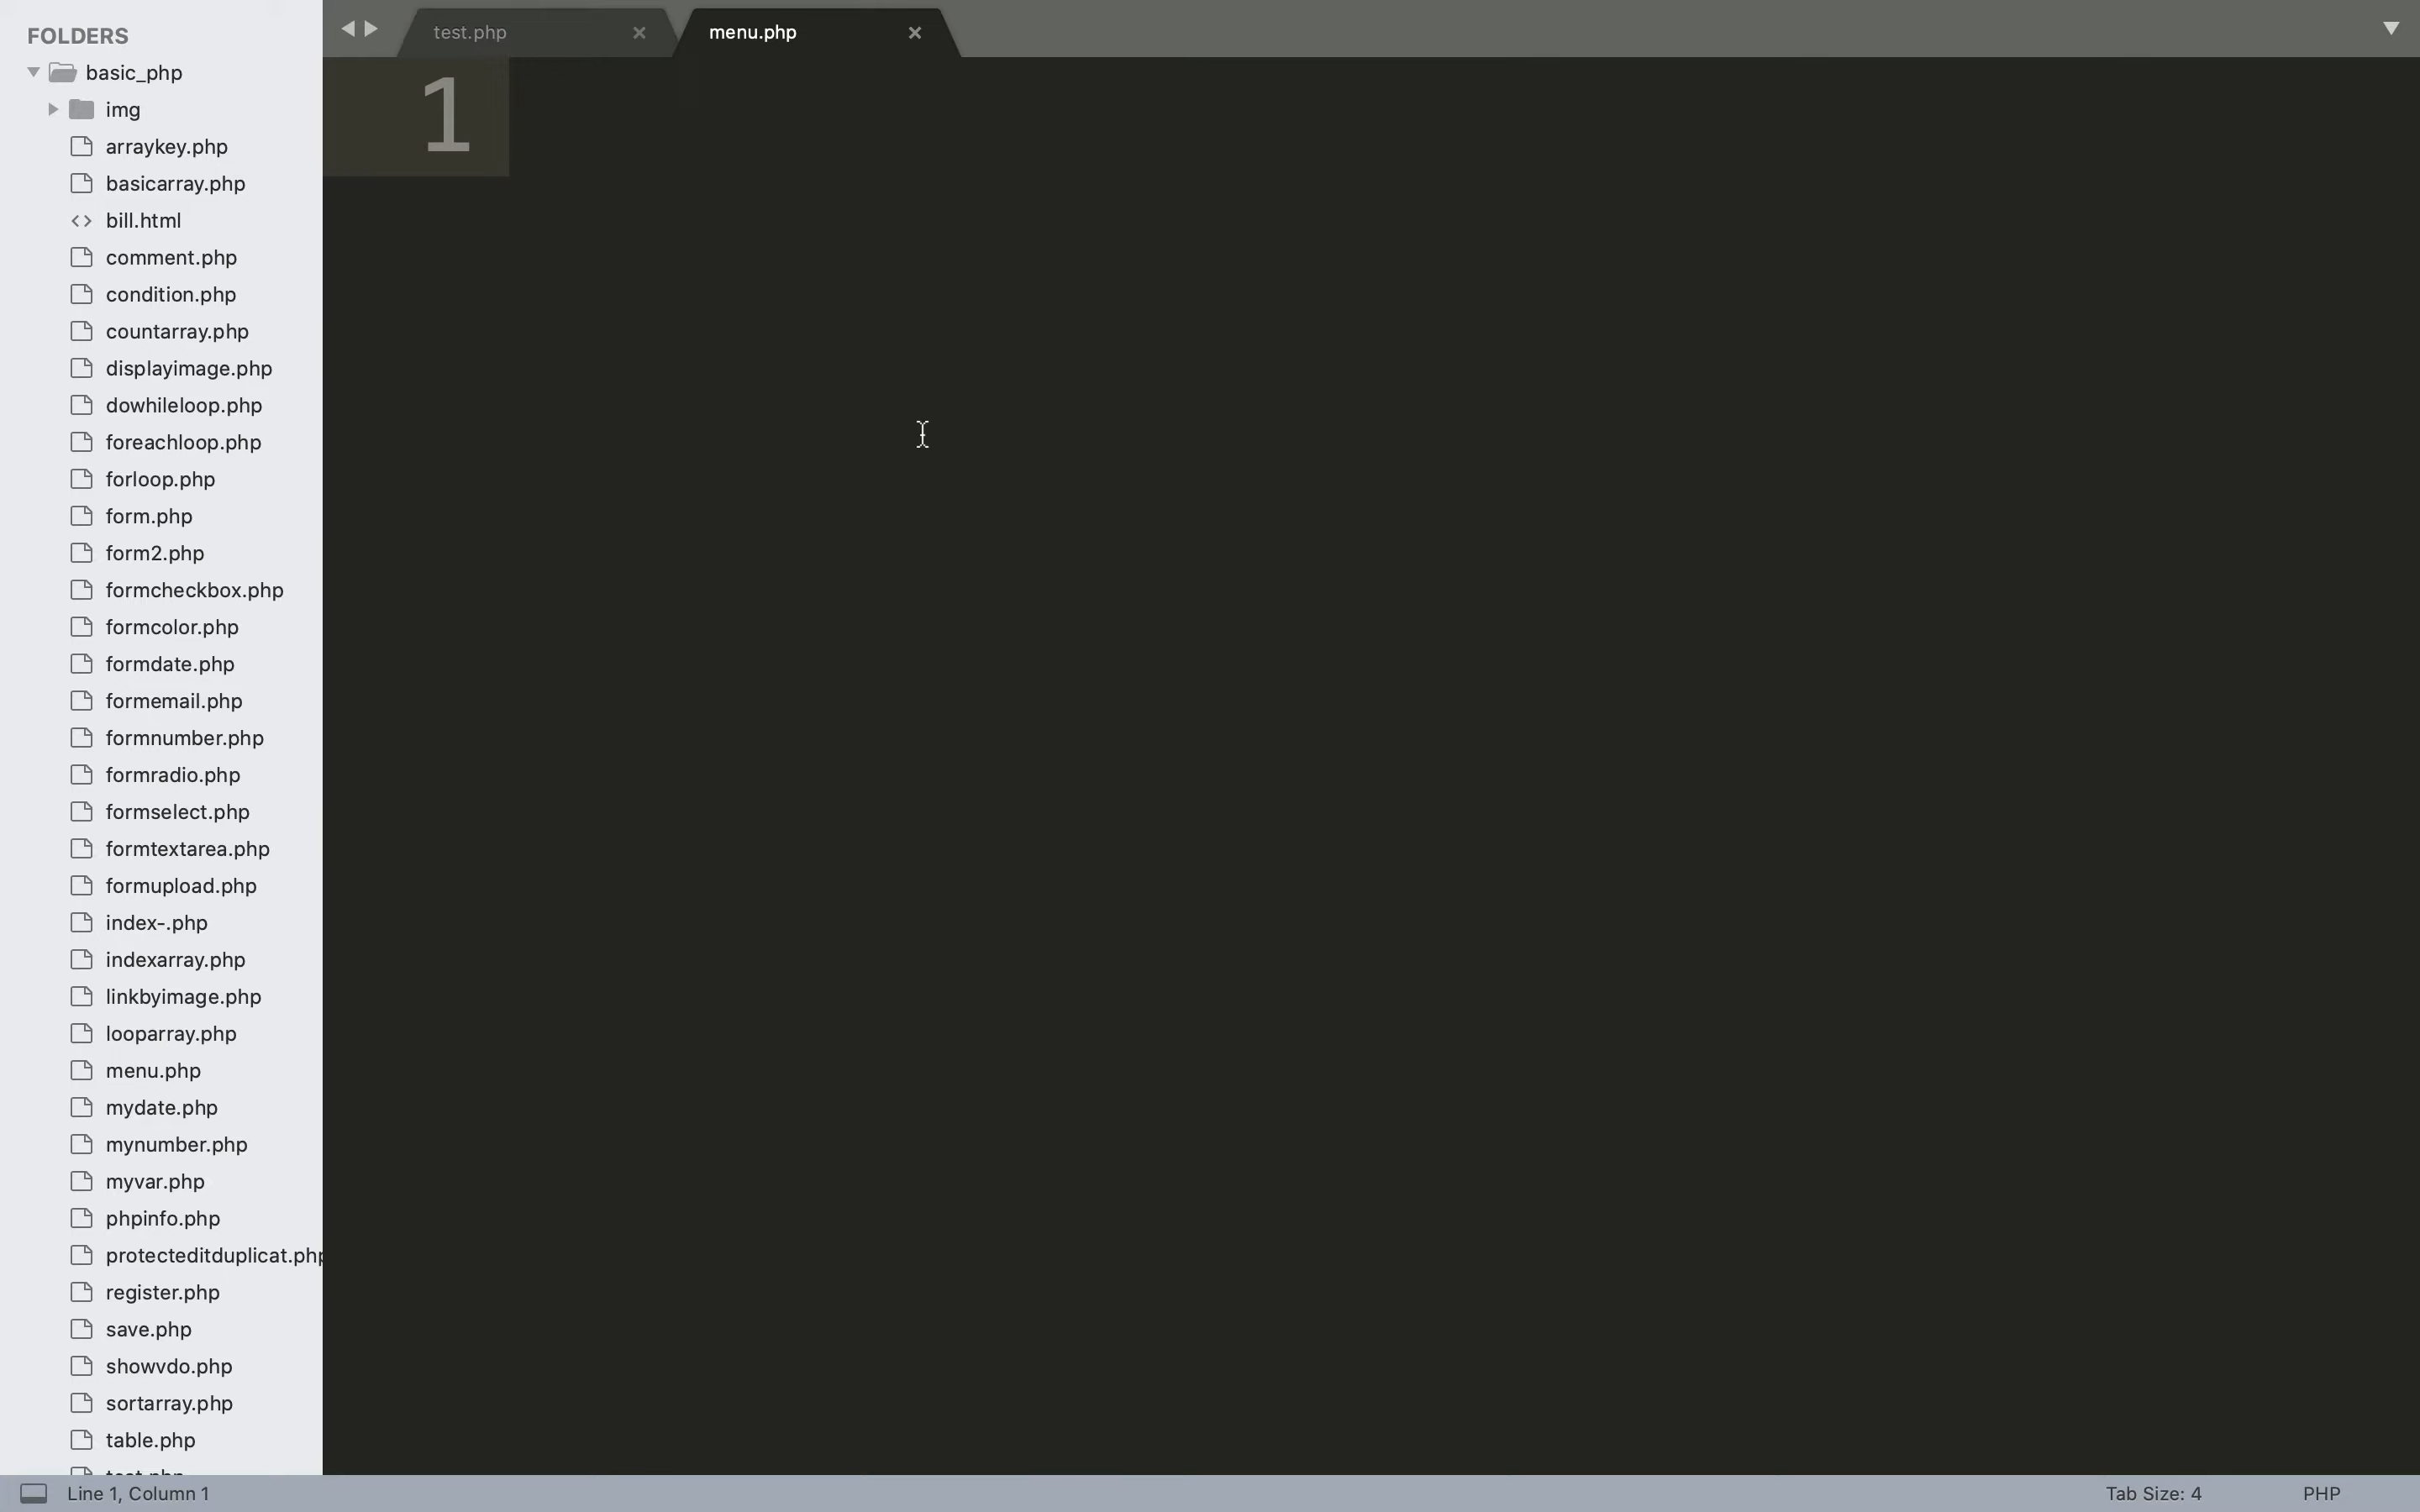 FOLDERS
basic_php
img
arraykey.php
basicarray.php
bill.html
comment.php
condition.php
countarray.php
displayimage.php
dowhileloop.php
foreachloop.php
forloop.php
form.php
form2.php
formcheckbox.php
formcolor.php
formdate.php
formemail.php
formnumber.php
formradio.php
formselect.php
formtextarea.php
formupload.php
index-.php
indexarray.php
linkbyimage.php
looparray.php
menu.php
mydate.php
mynumber.php
myvar.php
phpinfo.php
protecteditduplicat.php
register.php
save.php
showvdo.php
sortarray.php
table.php
test.php
test.php
menu.php
1
Line 1, Column 1
Tab Size: 4
PHP